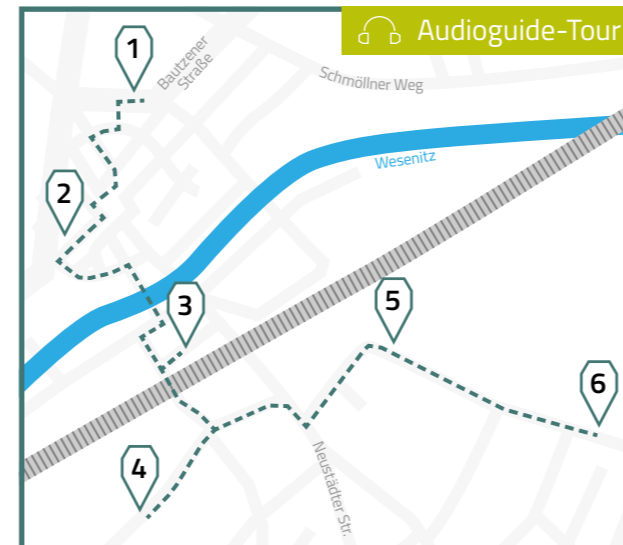 Audioguide-Tour
1
Bautzener
Straße
Schmöllner Weg
Wesenitz
2
3
5
6
4
Neustädter Str.